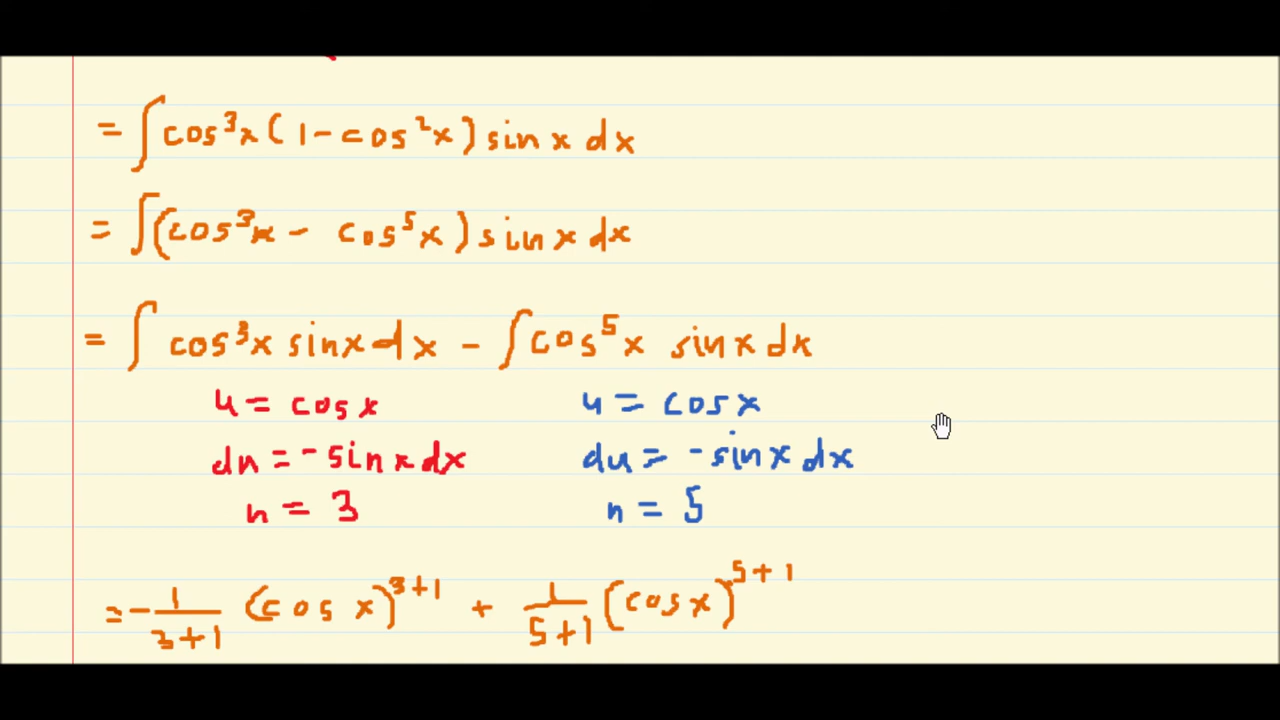 = ∫ cos³x (1 - cos²x) sin x dx
= ∫ (cos³x - cos⁵x) sin x dx
= ∫ cos³x sin x dx - ∫ cos⁵x sin x dx
u = cos x
du = -sin x dx
n = 3
u = cos x
du = -sin x dx
n = 5
= - 1/(3+1) (cos x)^(3+1) + 1/(5+1) (cos x)^(5+1)